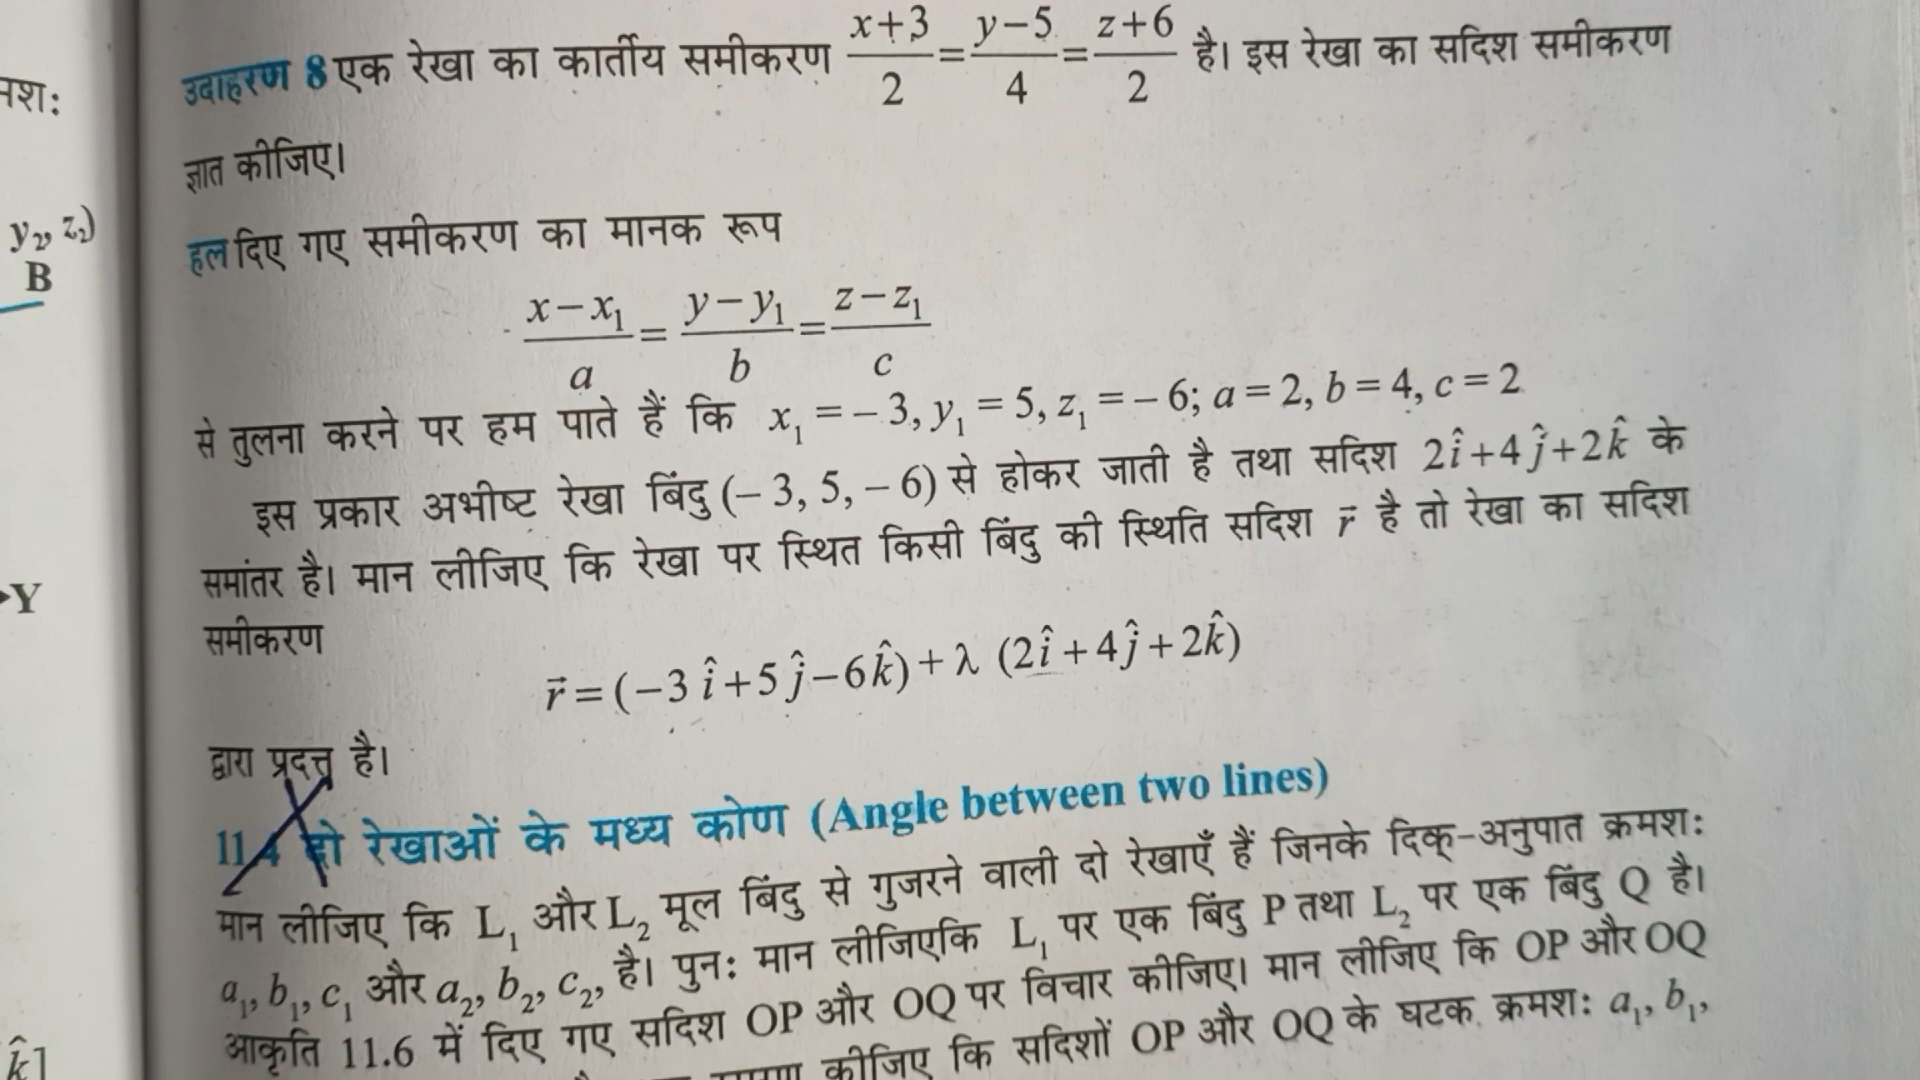 उदाहरण 8 एक रेखा का कार्तीय समीकरण (x+3)/2 = (y−5)/4 = (z+6)/2 है। इस रेखा का सदिश समीकरण
ज्ञात कीजिए।
हल दिए गए समीकरण का मानक रूप
(x−x₁)/a = (y−y₁)/b = (z−z₁)/c
से तुलना करने पर हम पाते हैं कि x₁ = −3, y₁ = 5, z₁ = −6; a = 2, b = 4, c = 2
इस प्रकार अभीष्ट रेखा बिंदु (−3, 5, −6) से होकर जाती है तथा सदिश 2î+4ĵ+2k̂ के
समांतर है। मान लीजिए कि रेखा पर स्थित किसी बिंदु की स्थिति सदिश r⃗ है तो रेखा का सदिश
समीकरण
r⃗ = (−3î+5ĵ−6k̂) + λ (2î+4ĵ+2k̂)
द्वारा प्रदत्त है।
11.4 दो रेखाओं के मध्य कोण (Angle between two lines)
मान लीजिए कि L₁ और L₂ मूल बिंदु से गुजरने वाली दो रेखाएँ हैं जिनके दिक्-अनुपात क्रमश:
a₁, b₁, c₁ और a₂, b₂, c₂, है। पुन: मान लीजिएकि L₁ पर एक बिंदु P तथा L₂ पर एक बिंदु Q है।
आकृति 11.6 में दिए गए सदिश OP और OQ पर विचार कीजिए। मान लीजिए कि OP और OQ
कीजिए कि सदिशों OP और OQ के घटक क्रमश: a₁, b₁,
मश:
y₂, z₂)
B
Y
k̂]